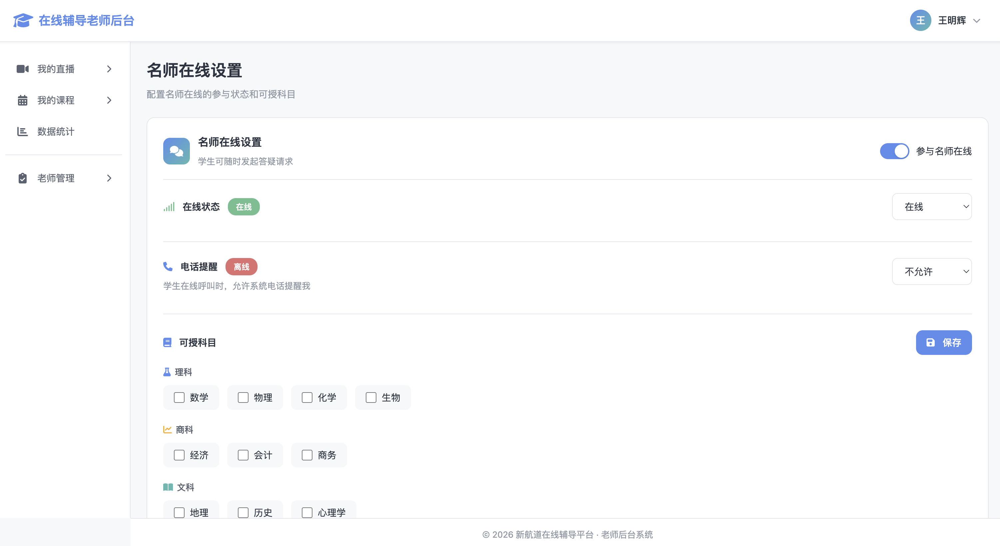 在线辅导老师后台
王 王明辉
我的直播
我的课程
数据统计
老师管理
名师在线设置
配置名师在线的参与状态和可授科目
名师在线设置
学生可随时发起答疑请求
参与名师在线
在线状态 在线
在线
电话提醒 离线
学生在线呼叫时，允许系统电话提醒我
不允许
可授科目
保存
理科
数学 物理 化学 生物
商科
经济 会计 商务
文科
地理 历史 心理学
© 2026 新航道在线辅导平台 · 老师后台系统